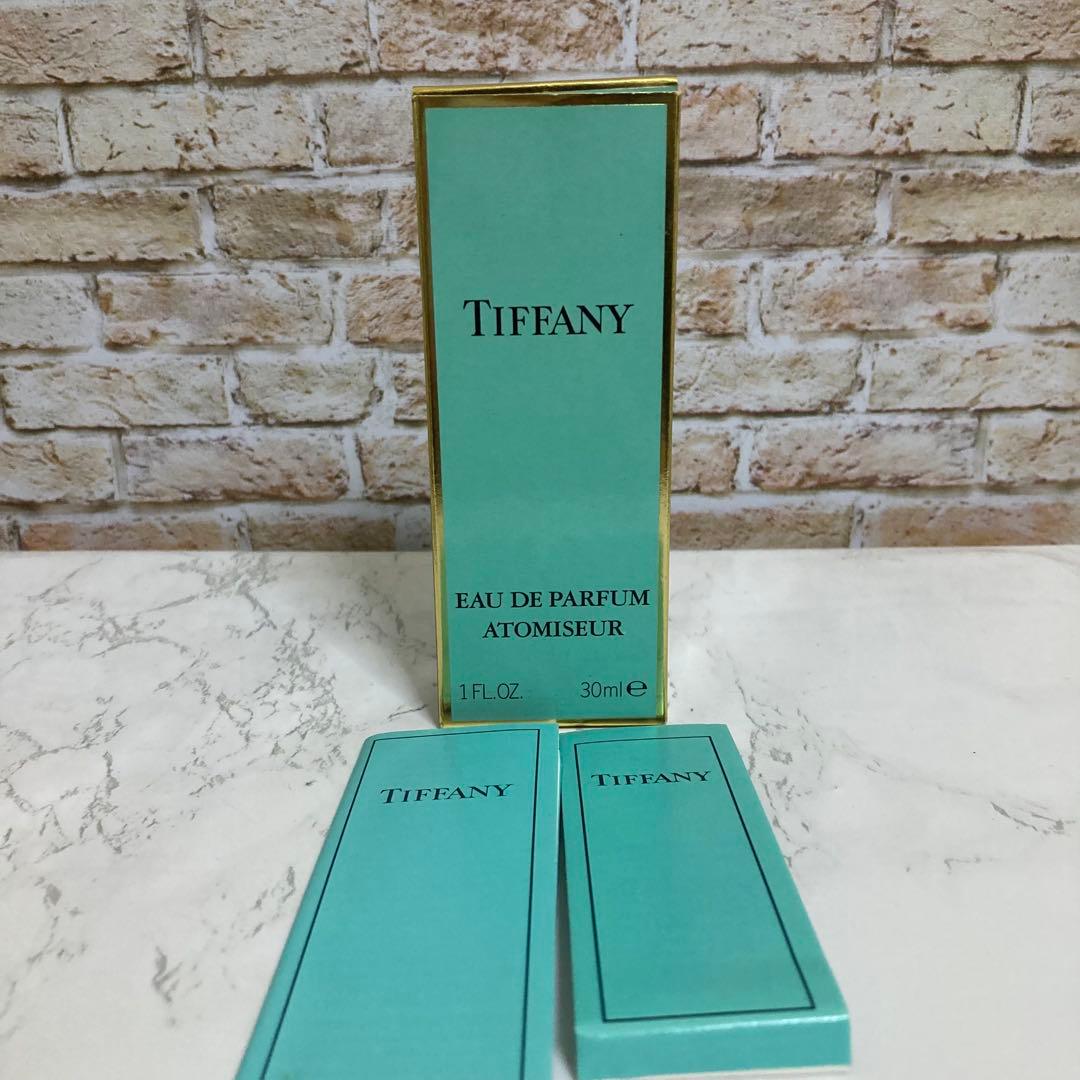 TIFFANY
EAU DE PARFUM
ATOMISEUR
1 FL.OZ. 30ml℮
TIFFANY
TIFFANY